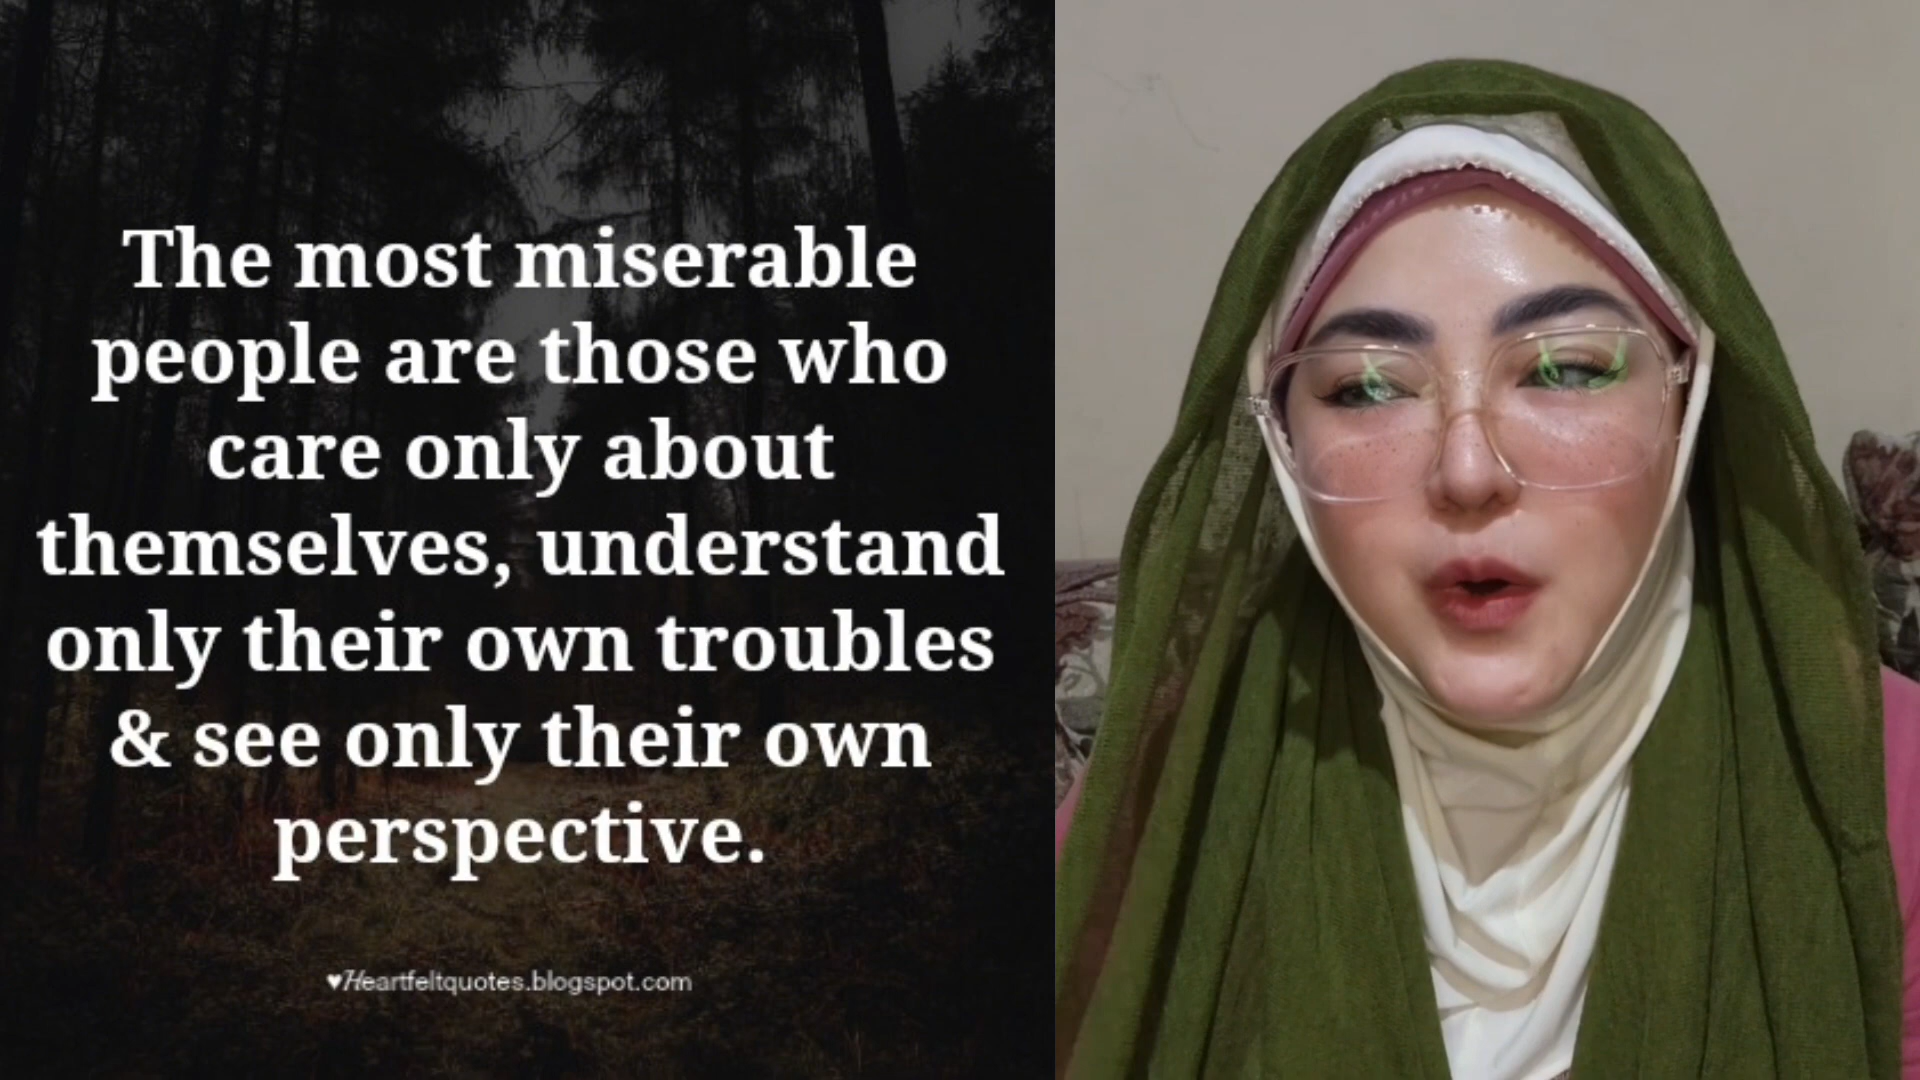 The most miserable
people are those who
care only about
themselves, understand
only their own troubles
& see only their own
perspective.
♥Heartfeltquotes.blogspot.com